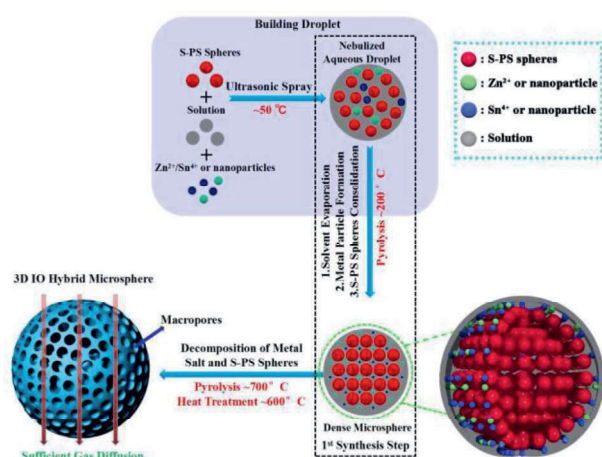 Building Droplet
S-PS Spheres
+
Solution
+
Zn²⁺/Sn⁴⁺ or nanoparticles
Ultrasonic Spray
~50 ℃
Nebulized
Aqueous Droplet
: S-PS spheres
: Zn²⁺ or nanoparticle
: Sn⁴⁺ or nanoparticle
: Solution
1.Solvent Evaporation
2.Metal Particle Formation
3.S-PS Spheres Consolidation
Pyrolysis ~200° C
3D IO Hybrid Microsphere
Macropores
Decomposition of Metal
Salt and S-PS Spheres
Pyrolysis ~700° C
Heat Treatment ~600° C
Dense Microsphere
1st Synthesis Step
Sufficient Gas Diffusion